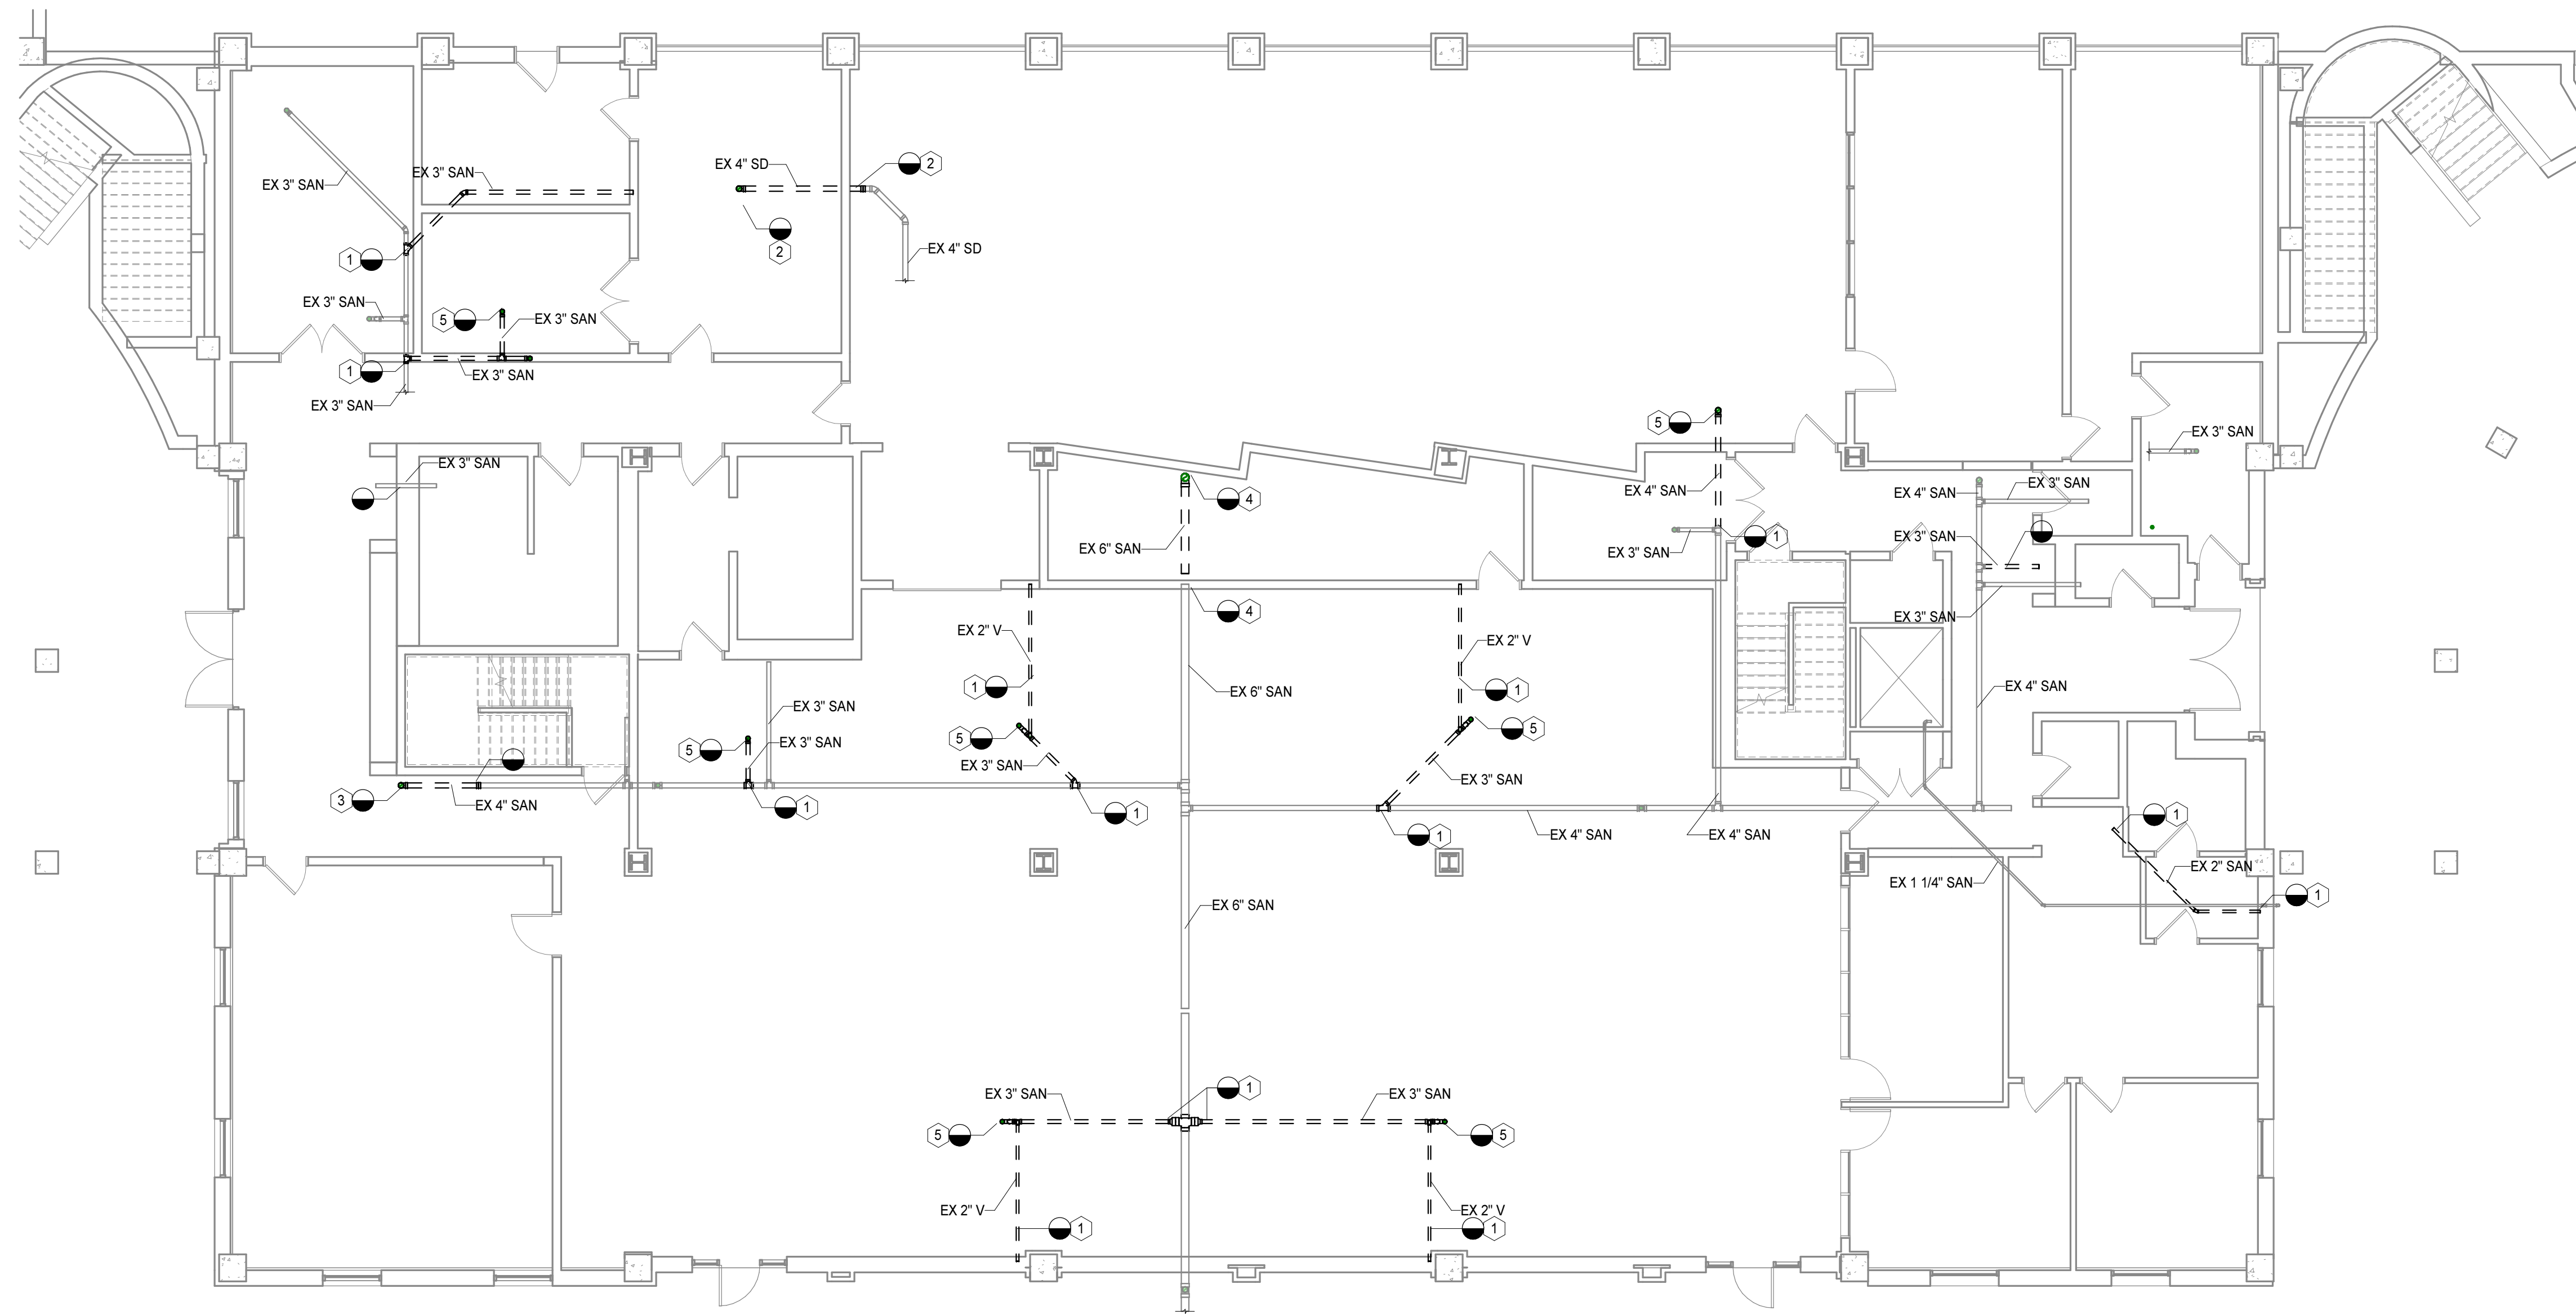 EX 4" SD
2
EX 3" SAN
EX 3" SAN
2
EX 4" SD
1
EX 3" SAN
5
EX 3" SAN
1
EX 3" SAN
EX 3" SAN
5
EX 3" SAN
EX 3" SAN
EX 4" SAN
4
EX 4" SAN
EX 3" SAN
EX 3" SAN
1
EX 6" SAN
EX 3" SAN
4
EX 3" SAN
EX 2" V
EX 2" V
1
1
EX 6" SAN
EX 4" SAN
EX 3" SAN
5
5
5
EX 3" SAN
EX 3" SAN
EX 3" SAN
3
EX 4" SAN
1
1
1
1
EX 4" SAN
EX 4" SAN
EX 2" SAN
EX 1 1/4" SAN
1
EX 6" SAN
EX 3" SAN
1
EX 3" SAN
5
5
EX 2" V
EX 2" V
1
1